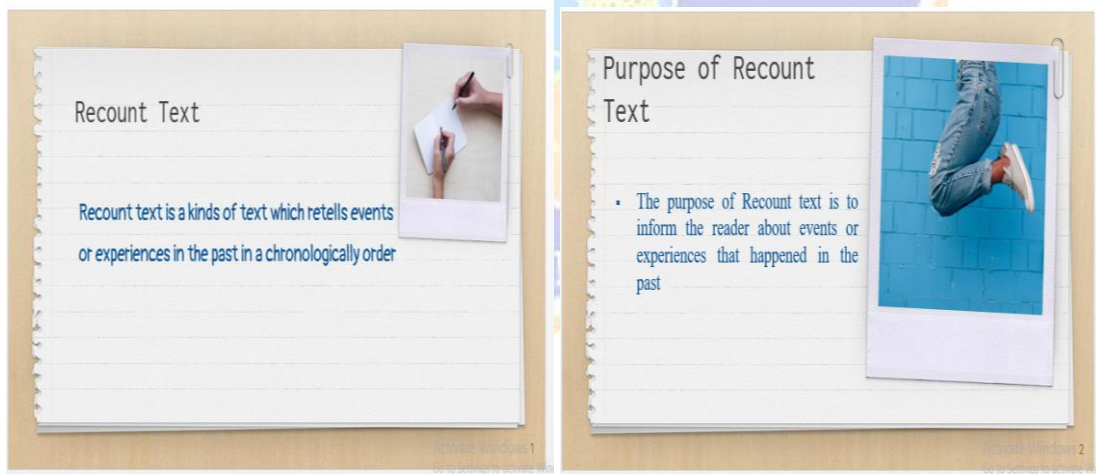 Recount Text
Recount text is a kinds of text which retells events
or experiences in the past in a chronologically order
Activate Windows 1
Purpose of Recount
Text
▪ The purpose of Recount text is to
inform the reader about events or
experiences that happened in the
past
Activate Windows 2